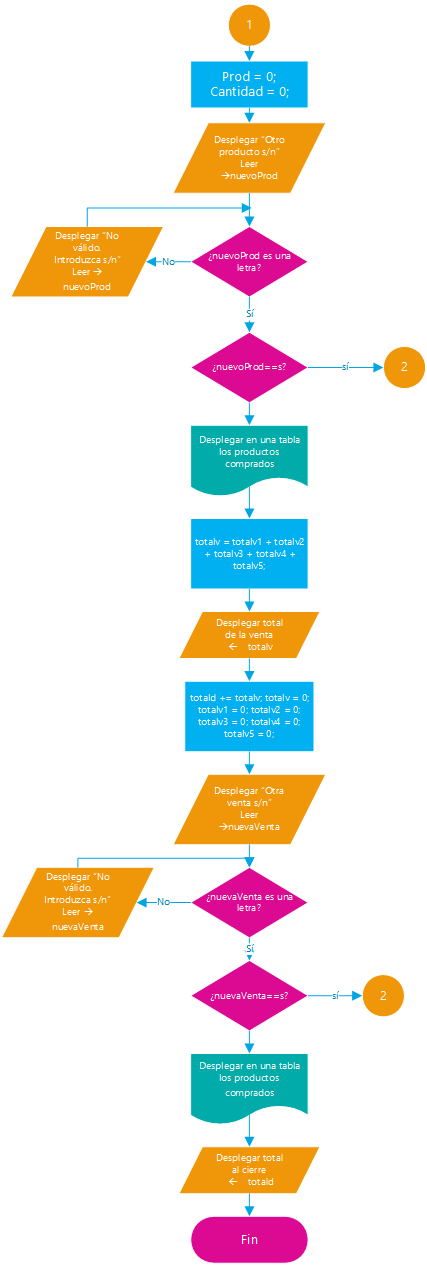 1
Prod = 0;
Cantidad = 0;
Desplegar "Otro
producto s/n"
Leer
→nuevoProd
Desplegar "No
válido.
Introduzca s/n"
Leer →
nuevoProd
No
¿nuevoProd es una
letra?
Sí
¿nuevoProd==s?
sí
2
Desplegar en una tabla
los productos
comprados
totalv = totalv1 + totalv2
+ totalv3 + totalv4 +
totalv5;
Desplegar total
de la venta
← totalv
totald += totalv; totalv = 0;
totalv1 = 0; totalv2 = 0;
totalv3 = 0; totalv4 = 0;
totalv5 = 0;
Desplegar "Otra
venta s/n"
Leer
→nuevaVenta
Desplegar "No
válido.
Introduzca s/n"
Leer →
nuevaVenta
No
¿nuevaVenta es una
letra?
Sí
¿nuevaVenta==s?
sí
2
Desplegar en una tabla
los productos
comprados
Desplegar total
al cierre
← totald
Fin